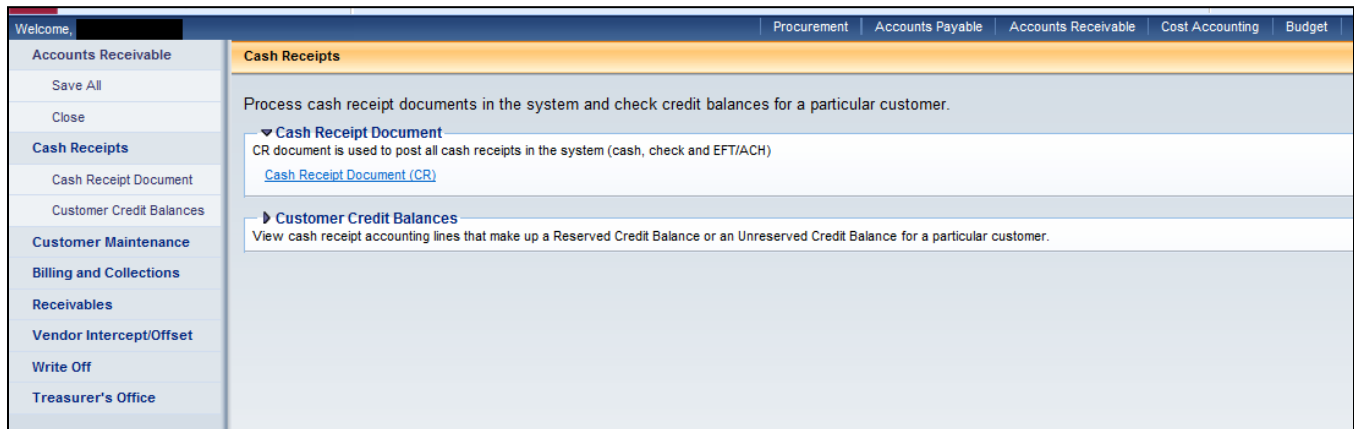 Welcome,
Procurement Accounts Payable Accounts Receivable Cost Accounting Budget
Accounts Receivable
Save All
Close
Cash Receipts
Cash Receipt Document
Customer Credit Balances
Customer Maintenance
Billing and Collections
Receivables
Vendor Intercept/Offset
Write Off
Treasurer's Office
Cash Receipts
Process cash receipt documents in the system and check credit balances for a particular customer.
Cash Receipt Document
CR document is used to post all cash receipts in the system (cash, check and EFT/ACH)
Cash Receipt Document (CR)
Customer Credit Balances
View cash receipt accounting lines that make up a Reserved Credit Balance or an Unreserved Credit Balance for a particular customer.